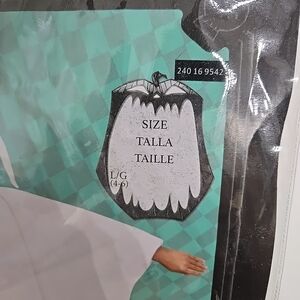 240 16 9542
SIZE
TALLA
TAILLE
L/G
(4-6)